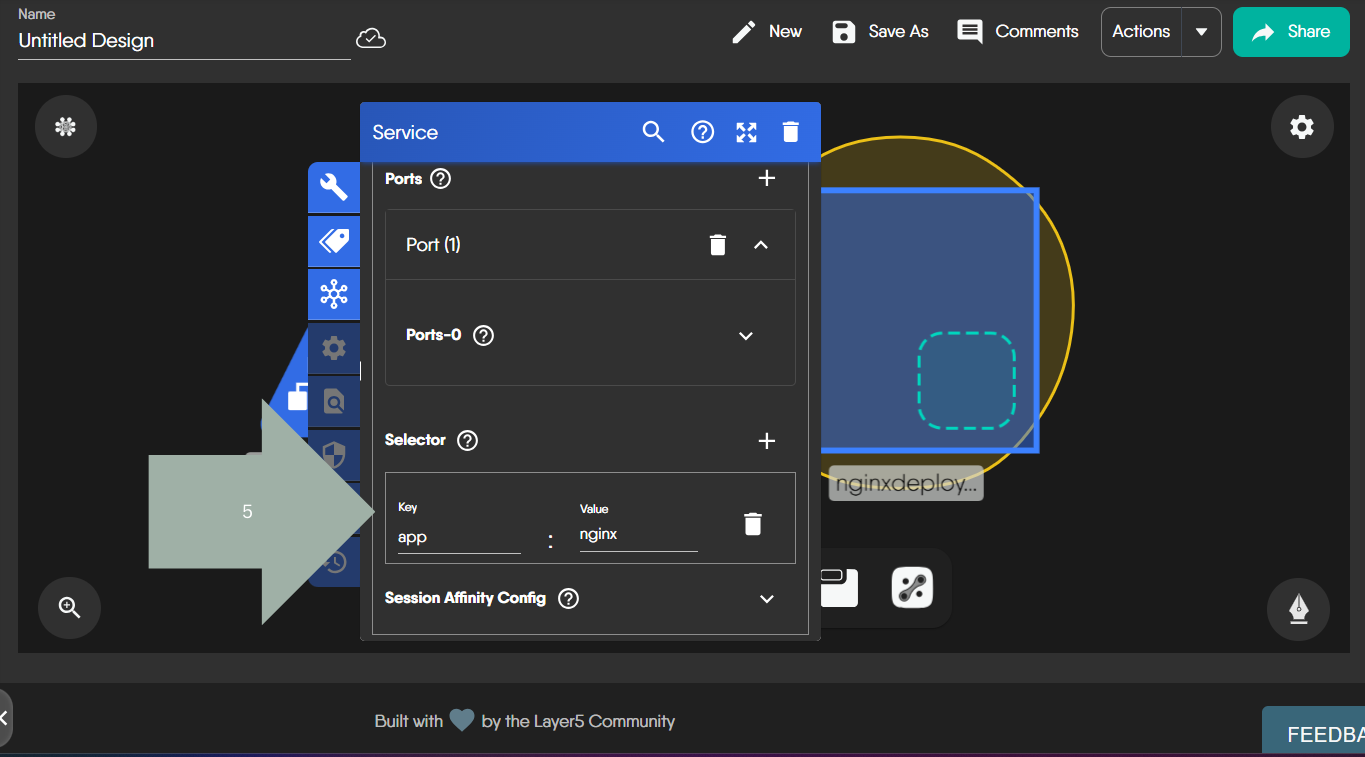 Name
Untitled Design
New
Save As
Comments
Actions
Share
Service
Ports
Port (1)
Ports-0
Selector
Key
Value
app
:
nginx
5
Session Affinity Config
nginxdeploy...
Built with by the Layer5 Community
FEEDBA